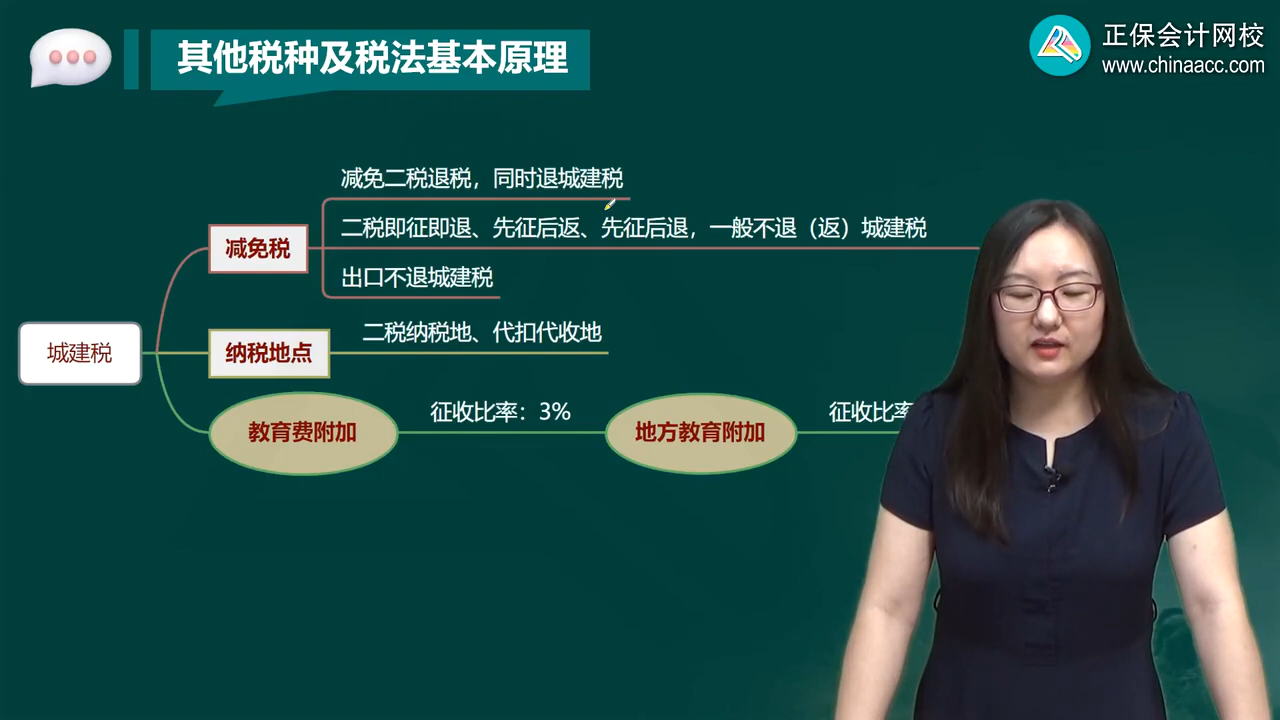 其他税种及税法基本原理
正保会计网校
www.chinaacc.com
减免二税退税，同时退城建税
二税即征即退、先征后返、先征后退，一般不退（返）城建税
减免税
出口不退城建税
二税纳税地、代扣代收地
城建税
纳税地点
征收比率：3%
征收比率
教育费附加
地方教育附加